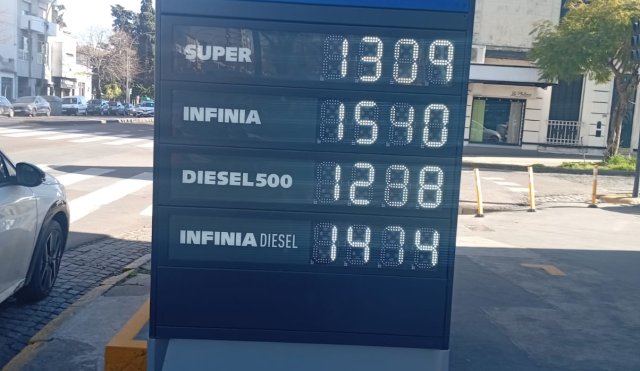 SUPER 1309
INFINIA 1540
DIESEL500 1288
INFINIA DIESEL 1474